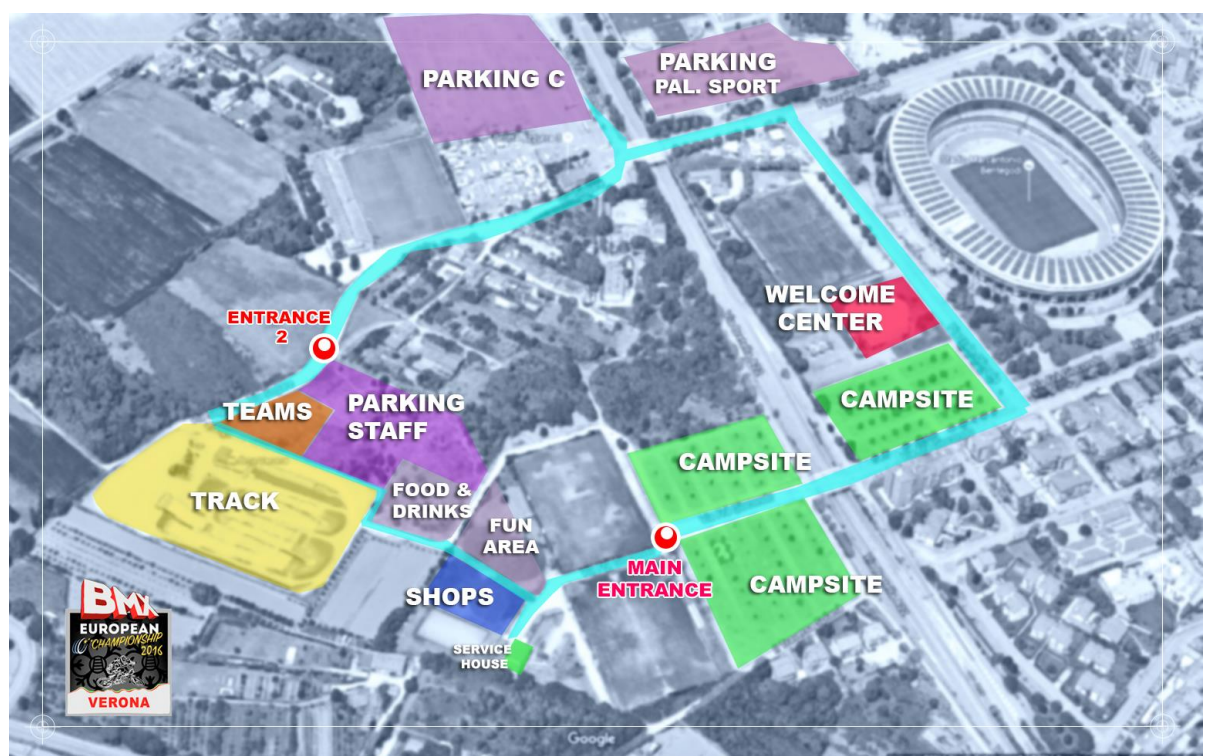 PARKING C
PARKING
PAL. SPORT
WELCOME
CENTER
ENTRANCE
2
TEAMS
PARKING
STAFF
CAMPSITE
CAMPSITE
TRACK
FOOD &
DRINKS
FUN
AREA
MAIN
ENTRANCE
CAMPSITE
SHOPS
SERVICE
HOUSE
BMX
EUROPEAN
CHAMPIONSHIP
2016
VERONA
Google